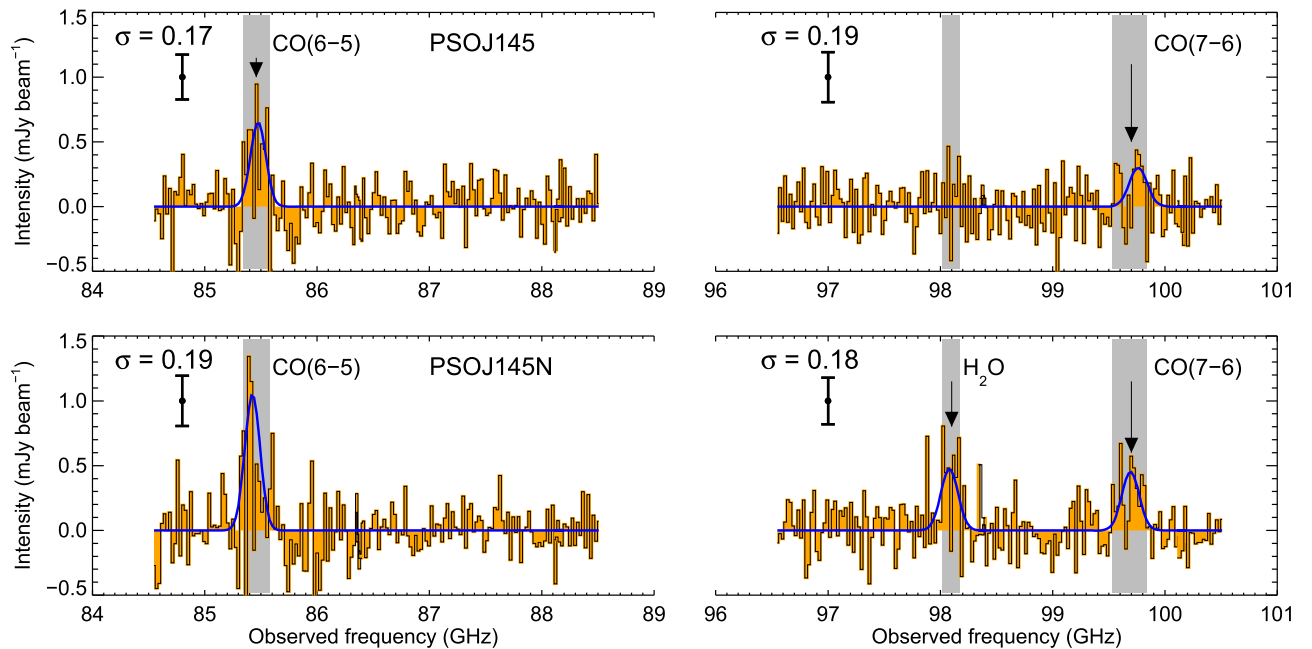 σ = 0.17 CO(6−5) PSOJ145
Intensity (mJy beam−1)
1.5
1.0
0.5
0.0
−0.5
84 85 86 87 88 89
σ = 0.19 CO(7−6)
96 97 98 99 100 101
σ = 0.19 CO(6−5) PSOJ145N
Intensity (mJy beam−1)
1.5
1.0
0.5
0.0
−0.5
84 85 86 87 88 89
Observed frequency (GHz)
σ = 0.18 H2O CO(7−6)
96 97 98 99 100 101
Observed frequency (GHz)